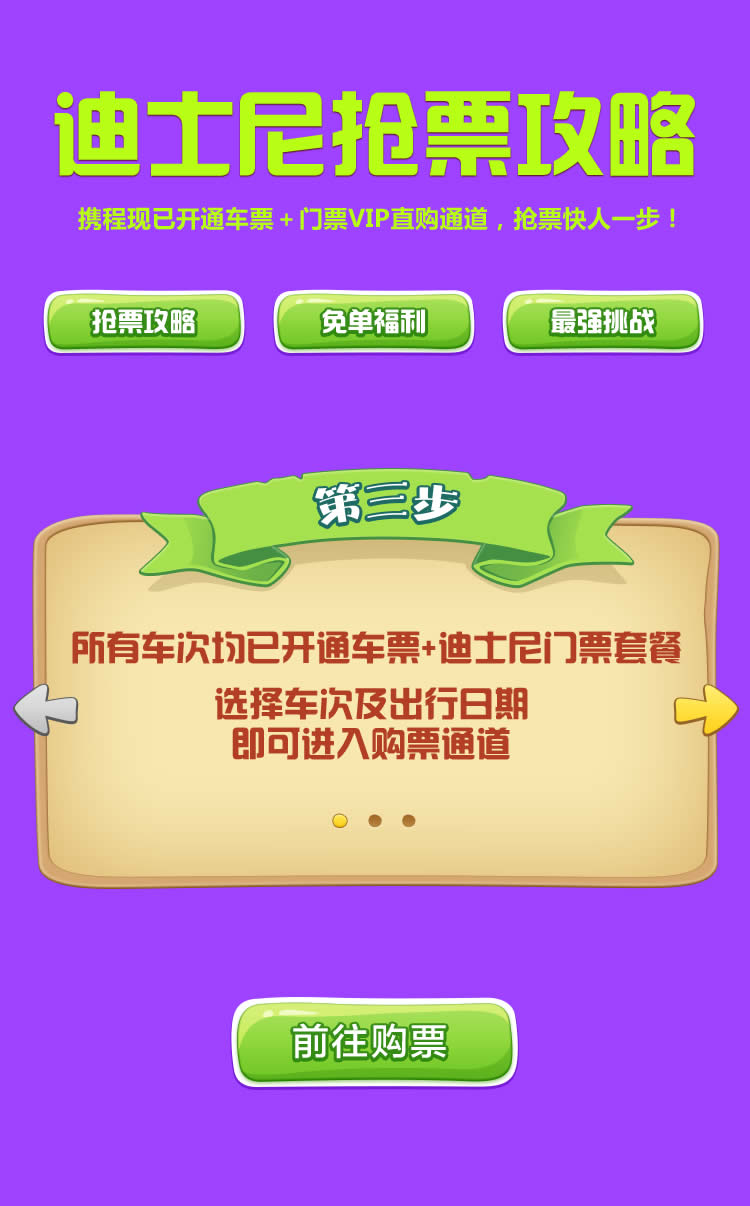 迪士尼抢票攻略
携程现已开通车票+门票VIP直购通道，抢票快人一步！
抢票攻略
免单福利
最强挑战
第三步
所有车次均已开通车票+迪士尼门票套餐
选择车次及出行日期
即可进入购票通道
前往购票